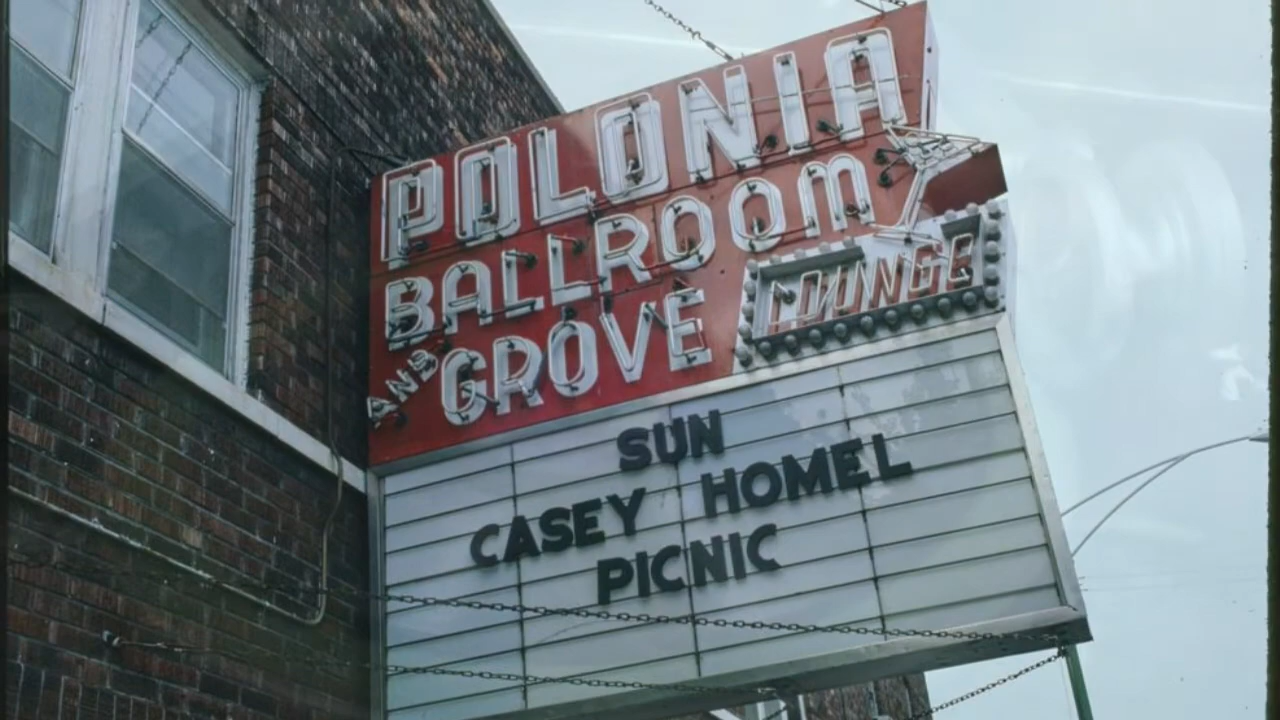 POLONIA
BALLROOM
AND GROVE
LOUNGE
SUN
CASEY HOMEL
PICNIC